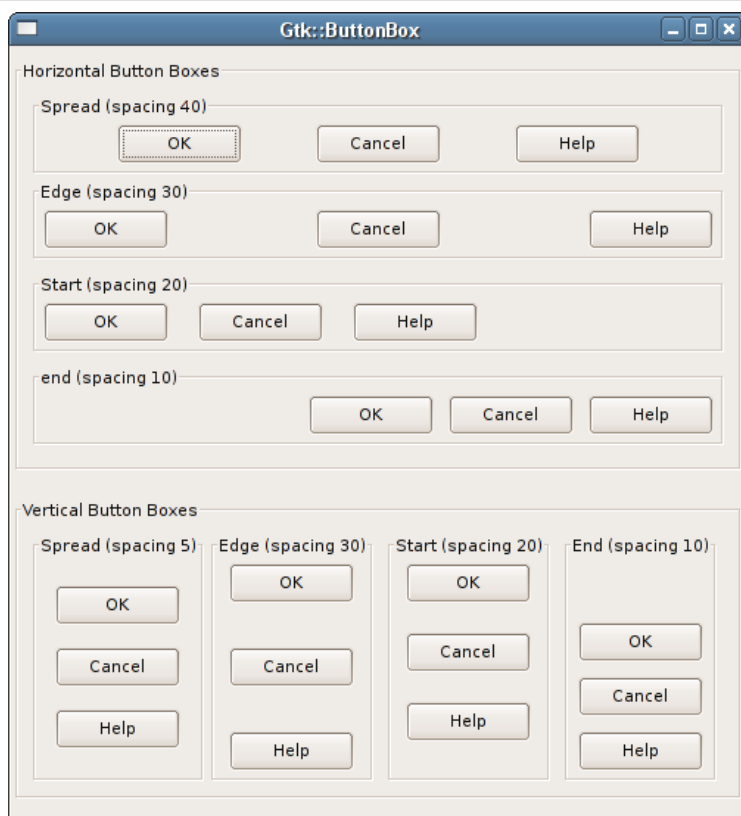 Gtk::ButtonBox
Horizontal Button Boxes
Spread (spacing 40)
OK Cancel Help
Edge (spacing 30)
OK Cancel Help
Start (spacing 20)
OK Cancel Help
end (spacing 10)
OK Cancel Help
Vertical Button Boxes
Spread (spacing 5) Edge (spacing 30) Start (spacing 20) End (spacing 10)
OK OK OK OK
Cancel Cancel Cancel Cancel
Help Help Help Help